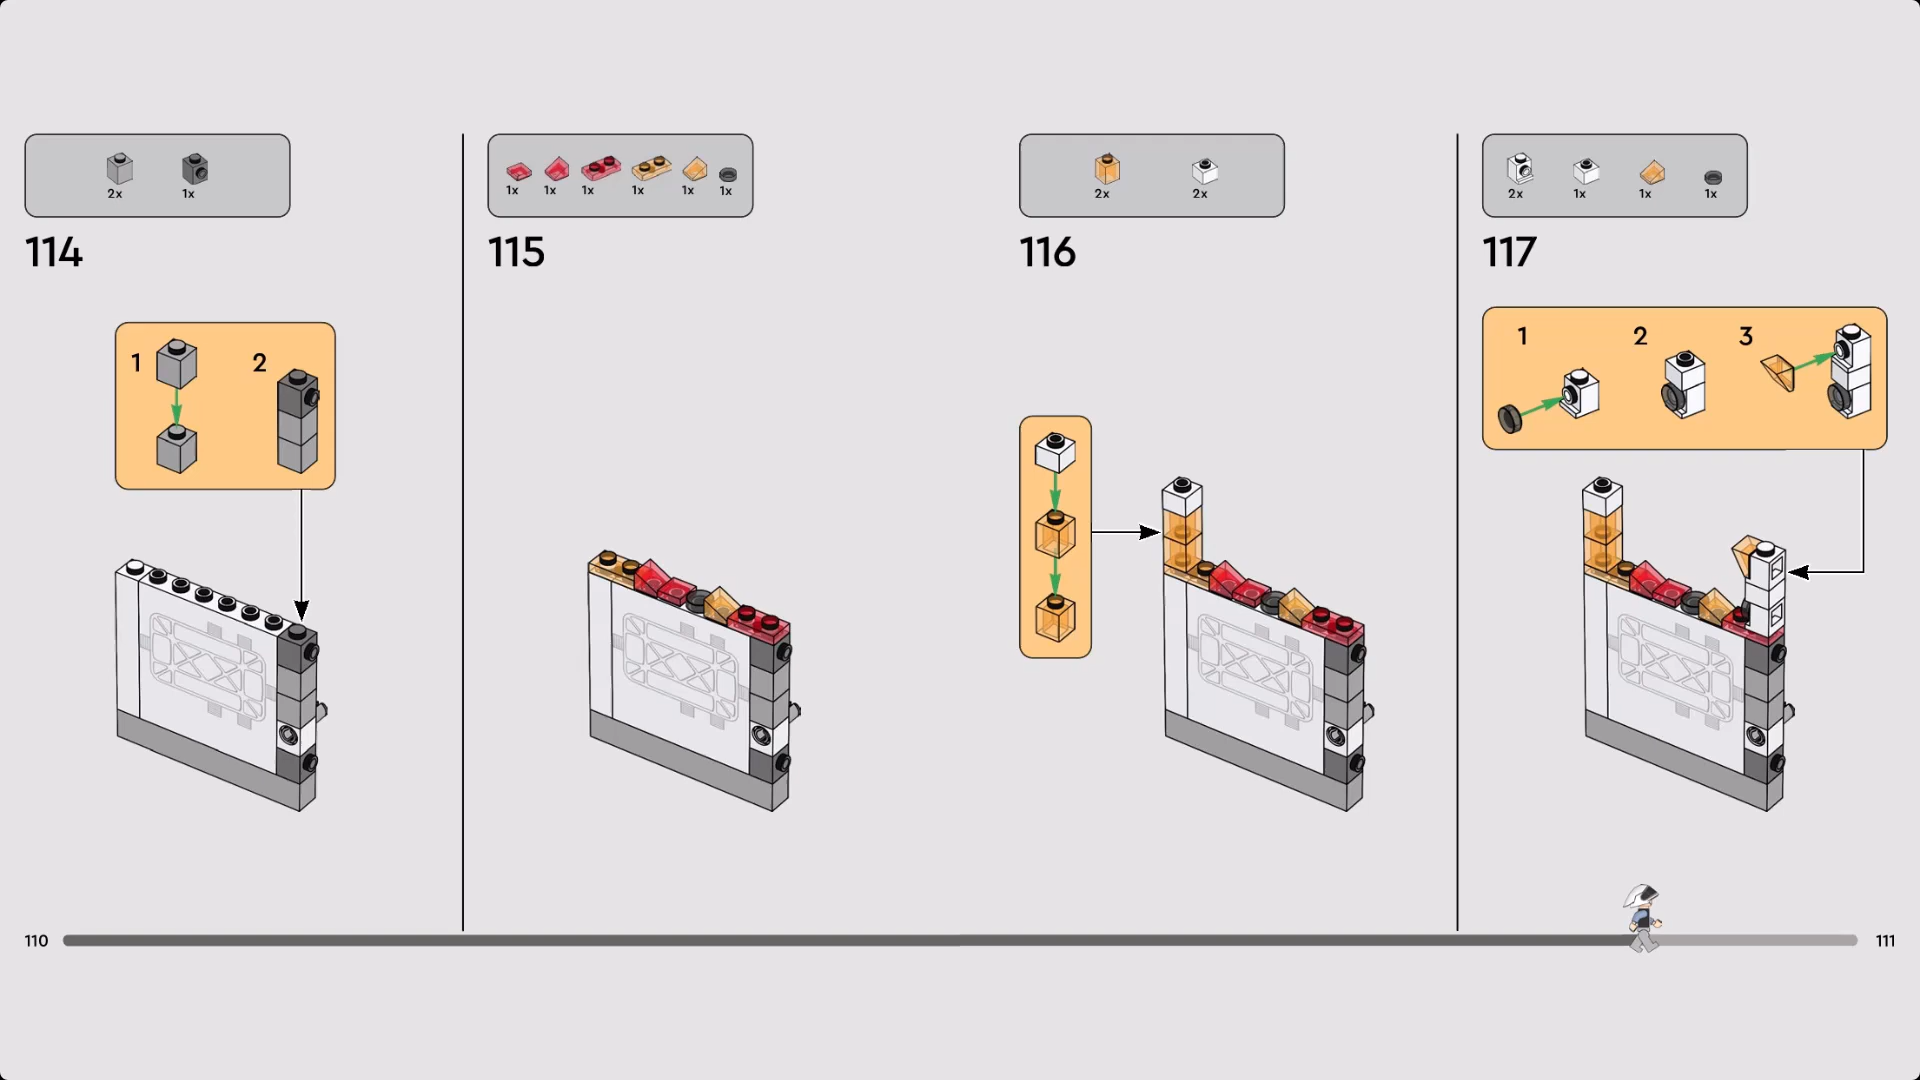 2x 1x
114
1 2
1x 1x 1x 1x 1x 1x
115
2x 2x
116
2x 1x 1x 1x
117
1 2 3
110 111